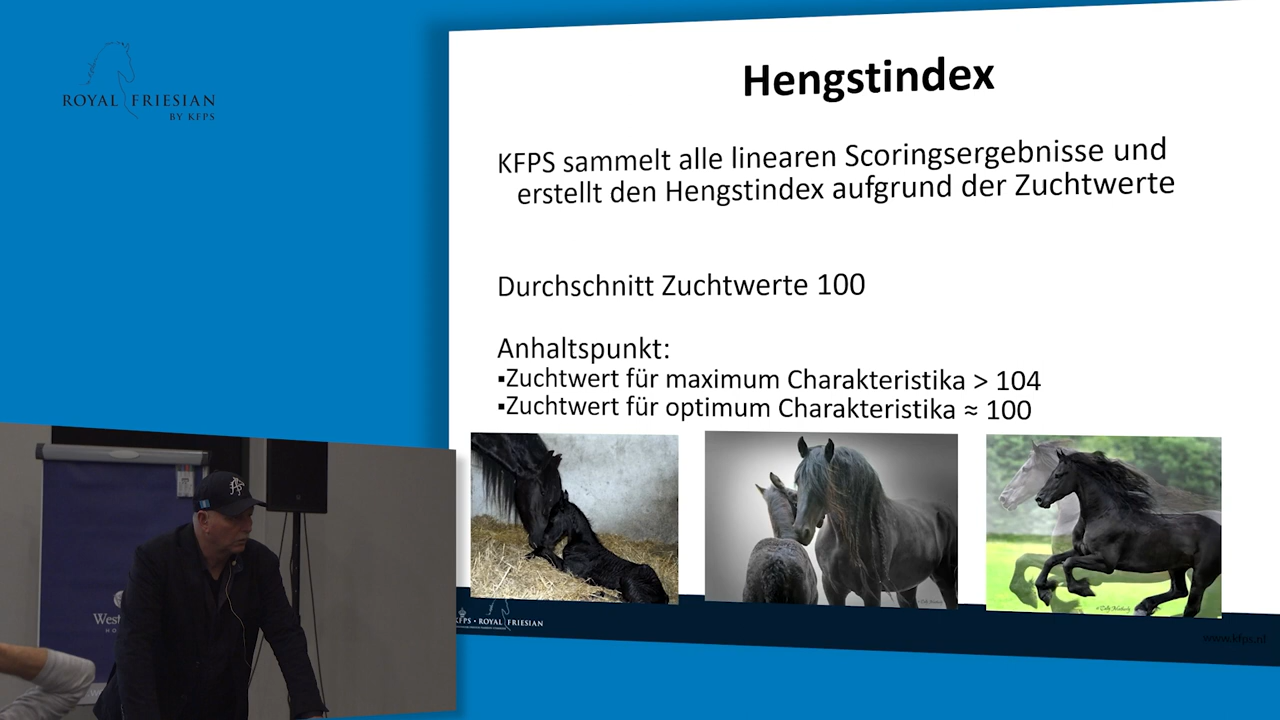 ROYAL FRIESIAN
BY KFPS
Hengstindex
KFPS sammelt alle linearen Scoringsergebnisse und
erstellt den Hengstindex aufgrund der Zuchtwerte
Durchschnitt Zuchtwerte 100
Anhaltspunkt:
▪Zuchtwert für maximum Charakteristika > 104
▪Zuchtwert für optimum Charakteristika ≈ 100
KFPS • ROYAL FRIESIAN
www.kfps.nl
West